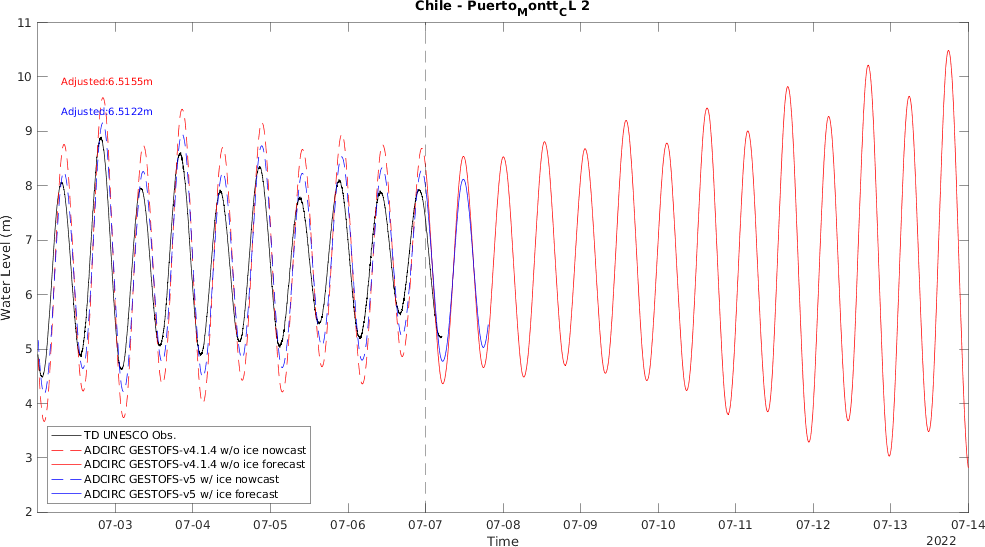 Chile - PuertoMonttCL 2
11
10
9
8
7
6
5
4
3
2
Water Level (m)
Adjusted:6.5155m
Adjusted:6.5122m
TD UNESCO Obs.
ADCIRC GESTOFS-v4.1.4 w/o ice nowcast
ADCIRC GESTOFS-v4.1.4 w/o ice forecast
ADCIRC GESTOFS-v5 w/ ice nowcast
ADCIRC GESTOFS-v5 w/ ice forecast
07-03 07-04 07-05 07-06 07-07 07-08 07-09 07-10 07-11 07-12 07-13 07-14
Time
2022